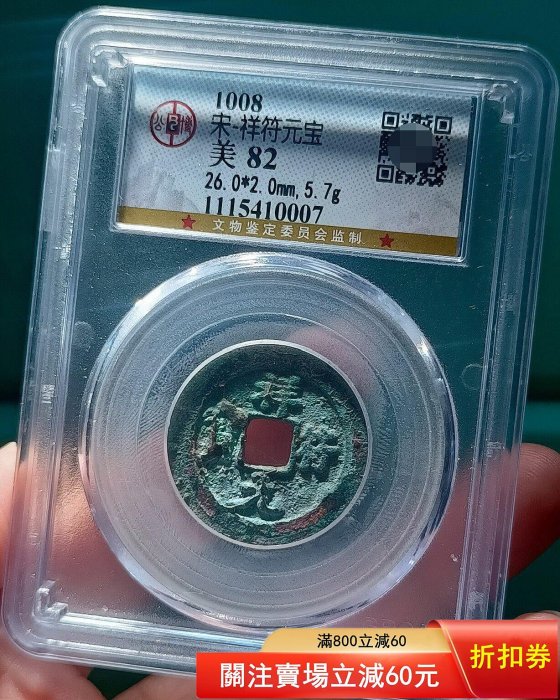 1008
宋-祥符元宝
美 82
26.0*2.0mm, 5.7g
1115410007
文物鉴定委员会监制
公博
祥符元
滿800立減60
關注賣場立減60元
折扣券